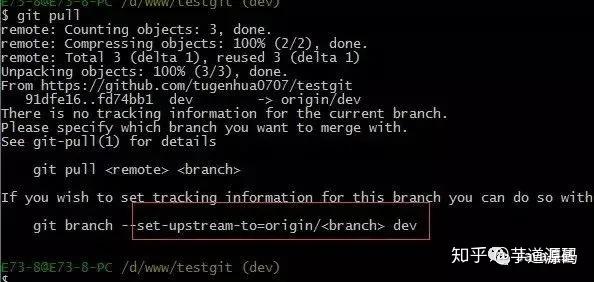 E73-8@E73-8-PC /d/www/testgit (dev)
$ git pull
remote: Counting objects: 3, done.
remote: Compressing objects: 100% (2/2), done.
remote: Total 3 (delta 1), reused 3 (delta 1)
Unpacking objects: 100% (3/3), done.
From https://github.com/tugenhua0707/testgit
91dfe16..fd74bb1 dev -> origin/dev
There is no tracking information for the current branch.
Please specify which branch you want to merge with.
See git-pull(1) for details
git pull <remote> <branch>
If you wish to set tracking information for this branch you can do so with
git branch --set-upstream-to=origin/<branch> dev
E73-8@E73-8-PC /d/www/testgit (dev)
$
知乎 @芋道源码